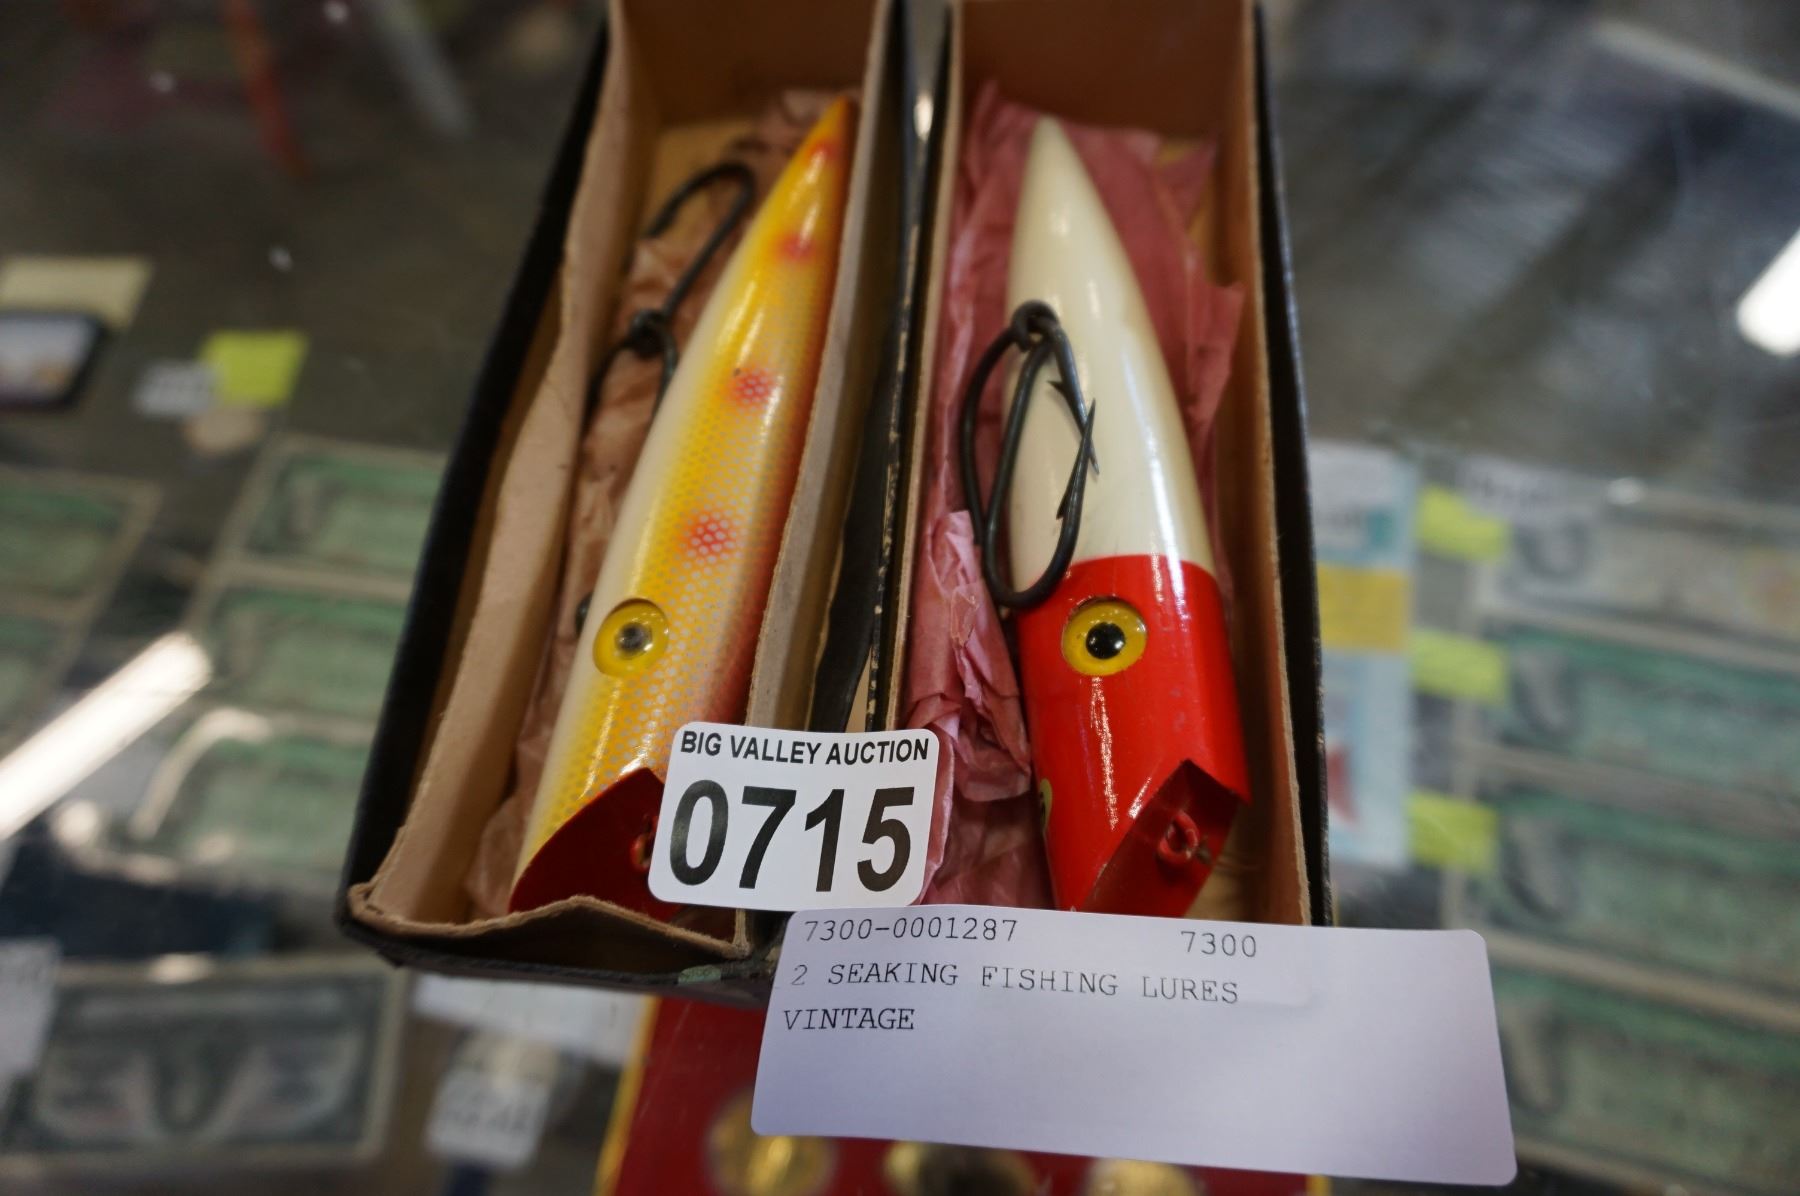 BIG VALLEY AUCTION
0715
7300-0001287 7300
2 SEAKING FISHING LURES
VINTAGE